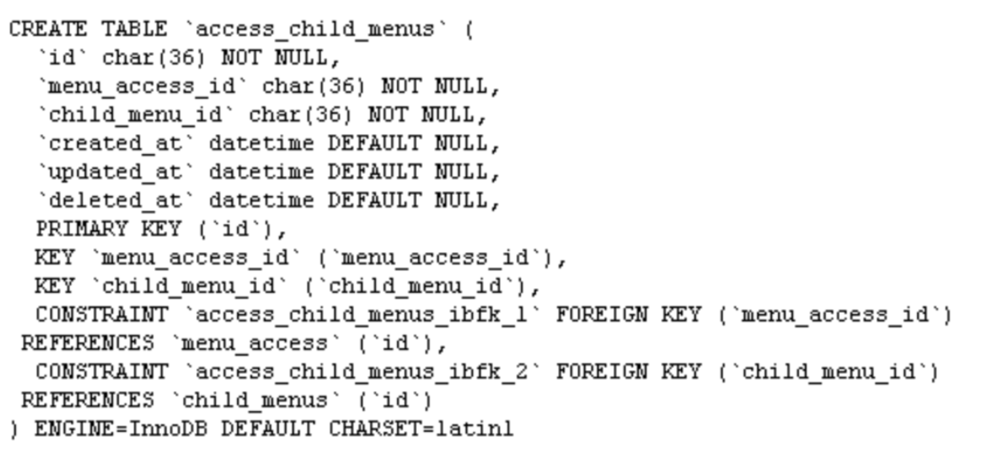 CREATE TABLE `access_child_menus` (
`id` char(36) NOT NULL,
`menu_access_id` char(36) NOT NULL,
`child_menu_id` char(36) NOT NULL,
`created_at` datetime DEFAULT NULL,
`updated_at` datetime DEFAULT NULL,
`deleted_at` datetime DEFAULT NULL,
PRIMARY KEY (`id`),
KEY `menu_access_id` (`menu_access_id`),
KEY `child_menu_id` (`child_menu_id`),
CONSTRAINT `access_child_menus_ibfk_1` FOREIGN KEY (`menu_access_id`)
REFERENCES `menu_access` (`id`),
CONSTRAINT `access_child_menus_ibfk_2` FOREIGN KEY (`child_menu_id`)
REFERENCES `child_menus` (`id`)
) ENGINE=InnoDB DEFAULT CHARSET=latin1